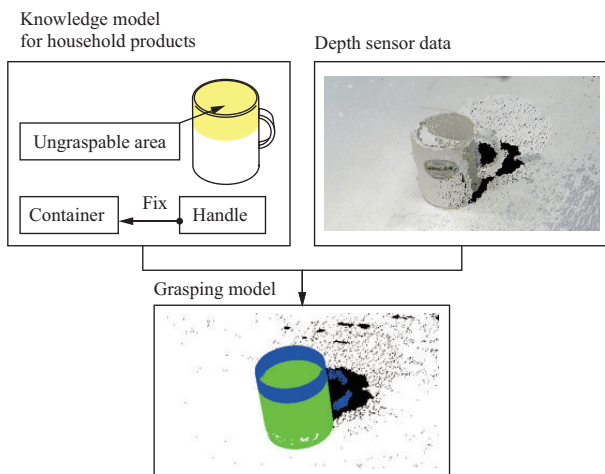 Knowledge model
for household products
Depth sensor data
Ungraspable area
Container
Fix
Handle
Grasping model